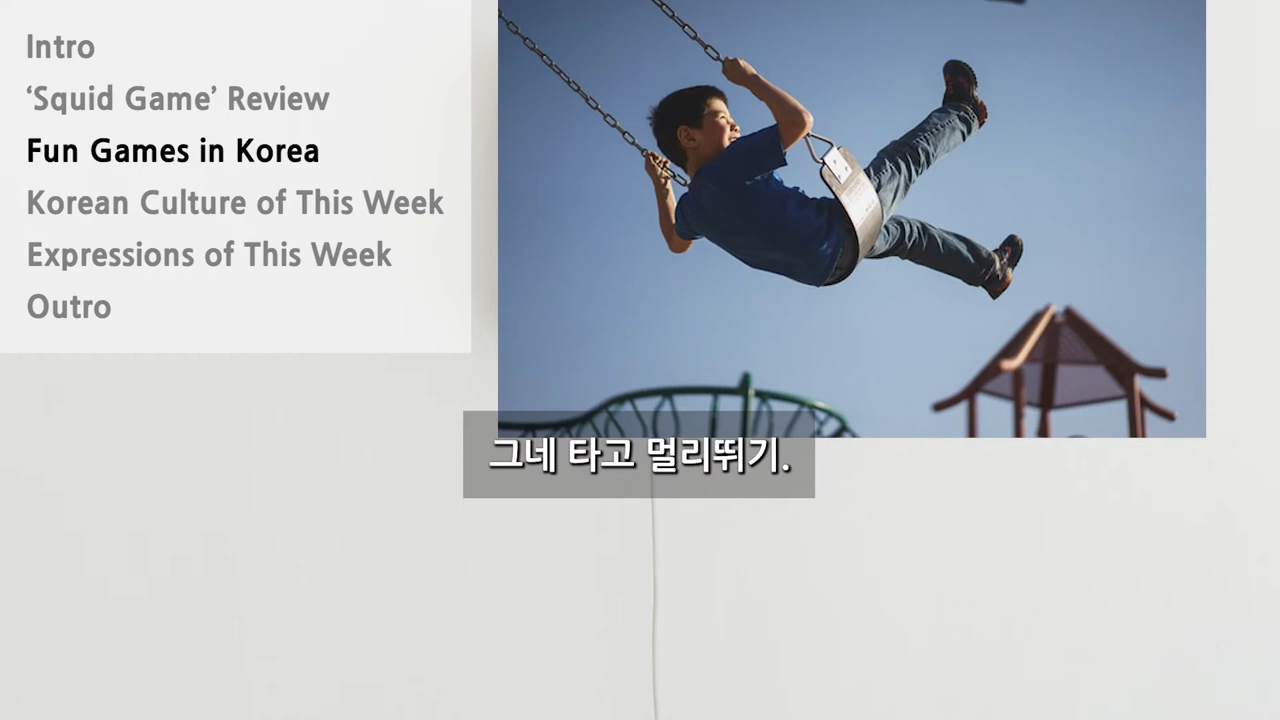 Intro
‘Squid Game’ Review
Fun Games in Korea
Korean Culture of This Week
Expressions of This Week
Outro
그네 타고 멀리뛰기.